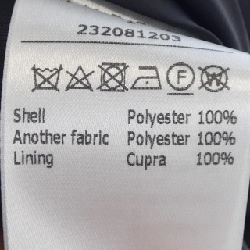 232081203
F W
Shell Polyester 100%
Another fabric Polyester 100%
Lining Cupra 100%